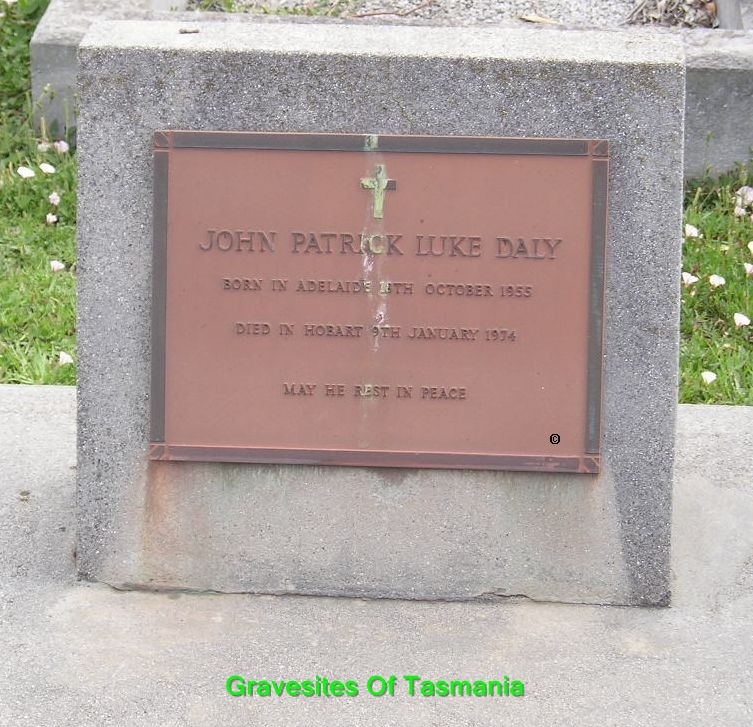 JOHN PATRICK LUKE DALY
BORN IN ADELAIDE OCTOBER 1955
DIED IN HOBART 9TH JANUARY 1974
MAY HE REST IN PEACE
©
Gravesites Of Tasmania